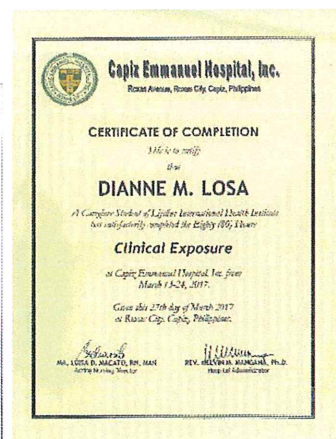 Capiz Emmanuel Hospital, Inc.
Roxas Avenue, Roxas City, Capiz, Philippines
CERTIFICATE OF COMPLETION
This is to certify
that
DIANNE M. LOSA
A Caregiver Student of International Health Institute
has satisfactorily completed the Eighty (80) Hours
Clinical Exposure
at Capiz Emmanuel Hospital, Inc. from
March 13-24, 2017.
Given this 27th day of March 2017
at Roxas City, Capiz, Philippines.
MA. LUISA D. MACATO, RN, MAN
Acting Nursing Director
REV. MELVIN M. MANGANA, Ph.D.
Hospital Administrator